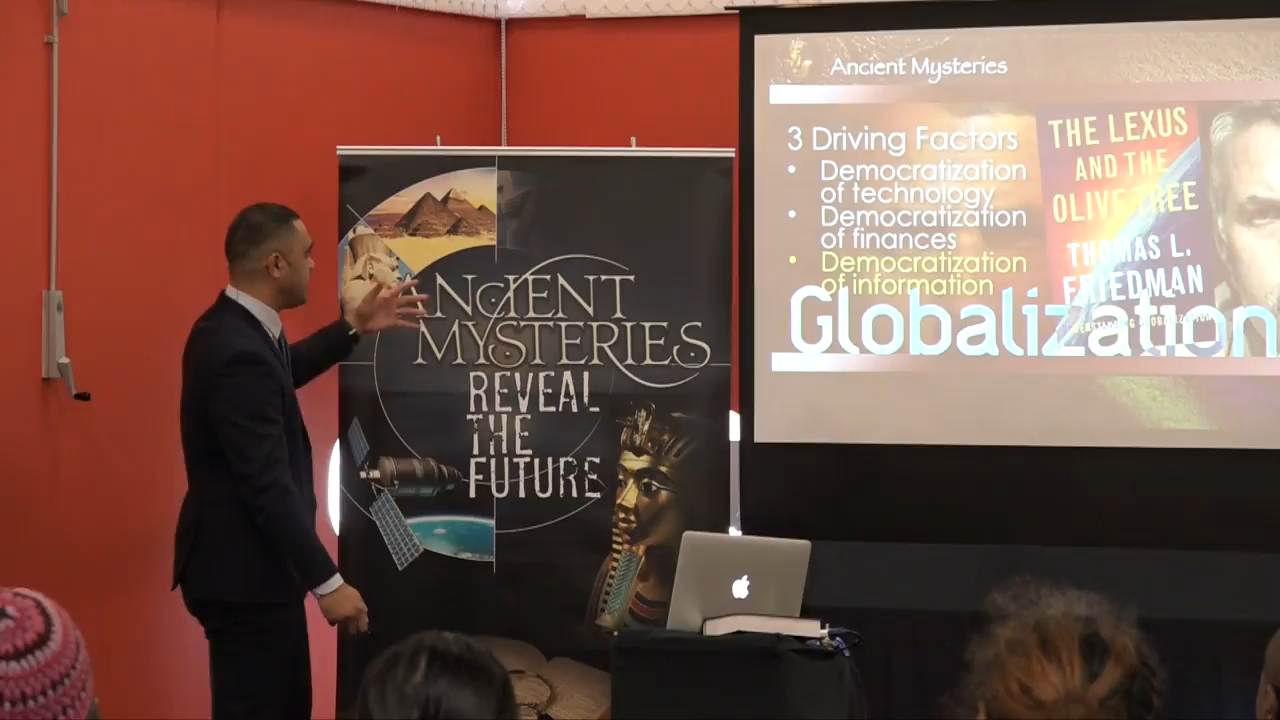 ANCIENT
MYSTERIES
REVEAL
THE
FUTURE
Ancient Mysteries
3 Driving Factors
• Democratization
of technology
• Democratization
of finances
• Democratization
of information
Globalization
THE LEXUS
AND THE
OLIVE TREE
THOMAS L.
FRIEDMAN